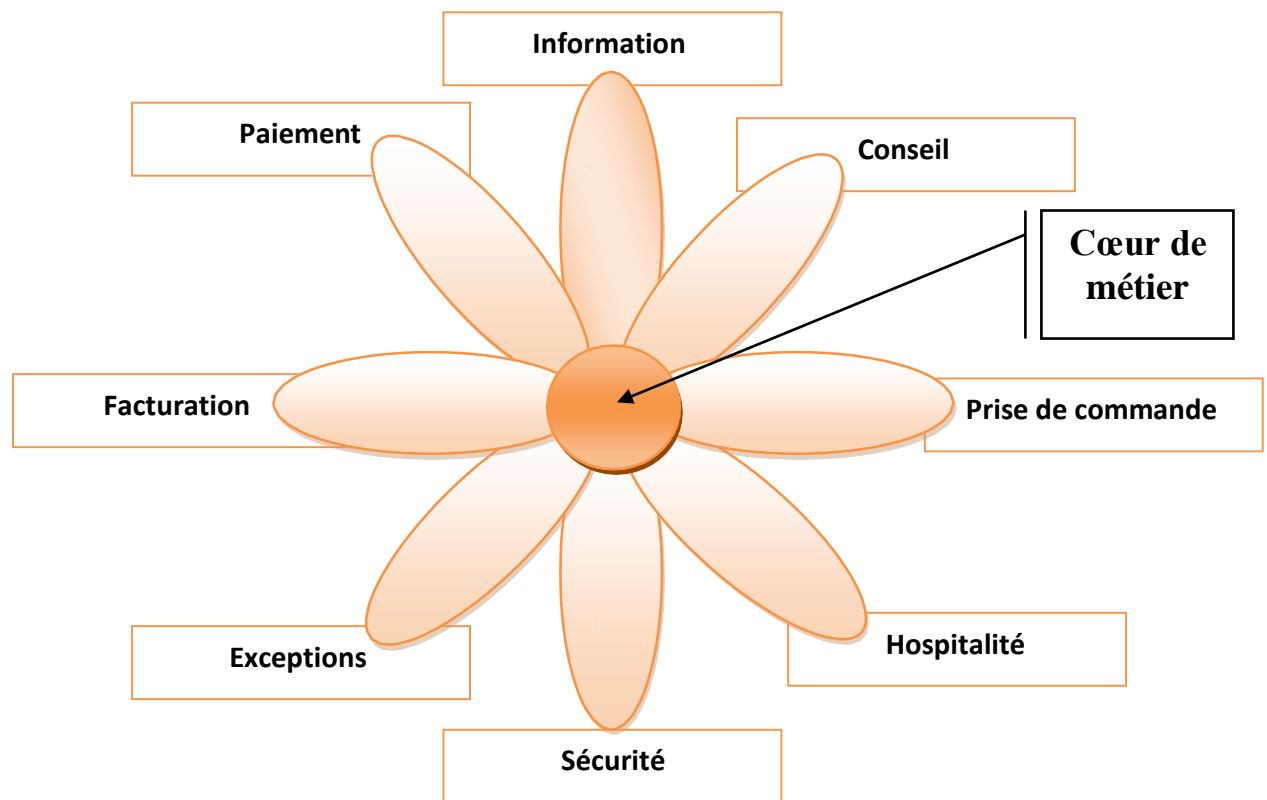 Information
Paiement
Conseil
Cœur de
métier
Facturation
Prise de commande
Exceptions
Hospitalité
Sécurité